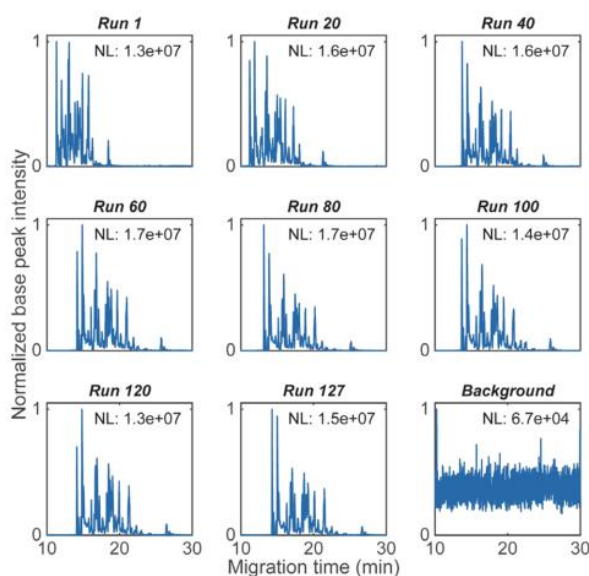 Run 1
Run 20
Run 40
1
NL: 1.3e+07
1
NL: 1.6e+07
1
NL: 1.6e+07
0
0
0
Normalized base peak intensity
Run 60
Run 80
Run 100
1
NL: 1.7e+07
1
NL: 1.7e+07
1
NL: 1.4e+07
0
0
0
Run 120
Run 127
Background
1
NL: 1.3e+07
1
NL: 1.5e+07
1
NL: 6.7e+04
0
0
0
10 20 30
10 20 30
10 20 30
Migration time (min)